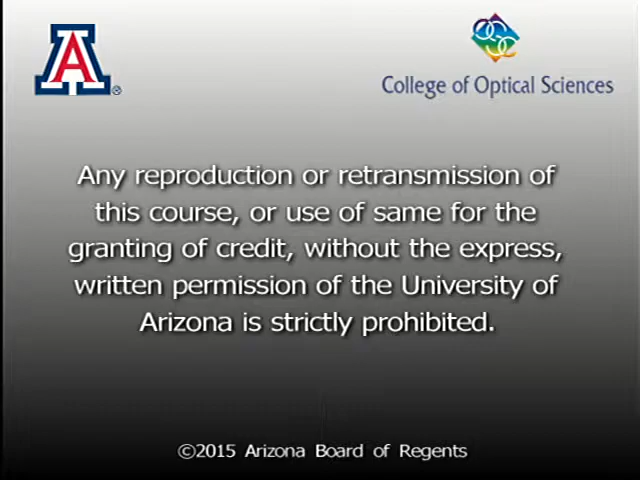 A®
College of Optical Sciences
Any reproduction or retransmission of
this course, or use of same for the
granting of credit, without the express,
written permission of the University of
Arizona is strictly prohibited.
©2015 Arizona Board of Regents